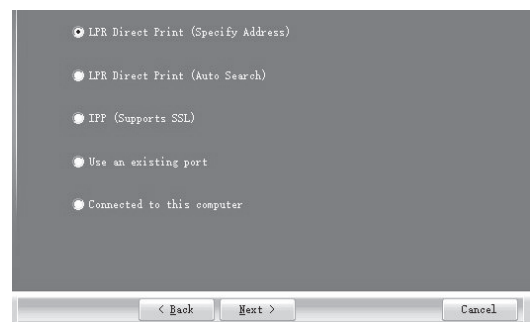 LPR Direct Print (Specify Address)
LPR Direct Print (Auto Search)
IPP (Supports SSL)
Use an existing port
Connected to this computer
< Back Next > Cancel